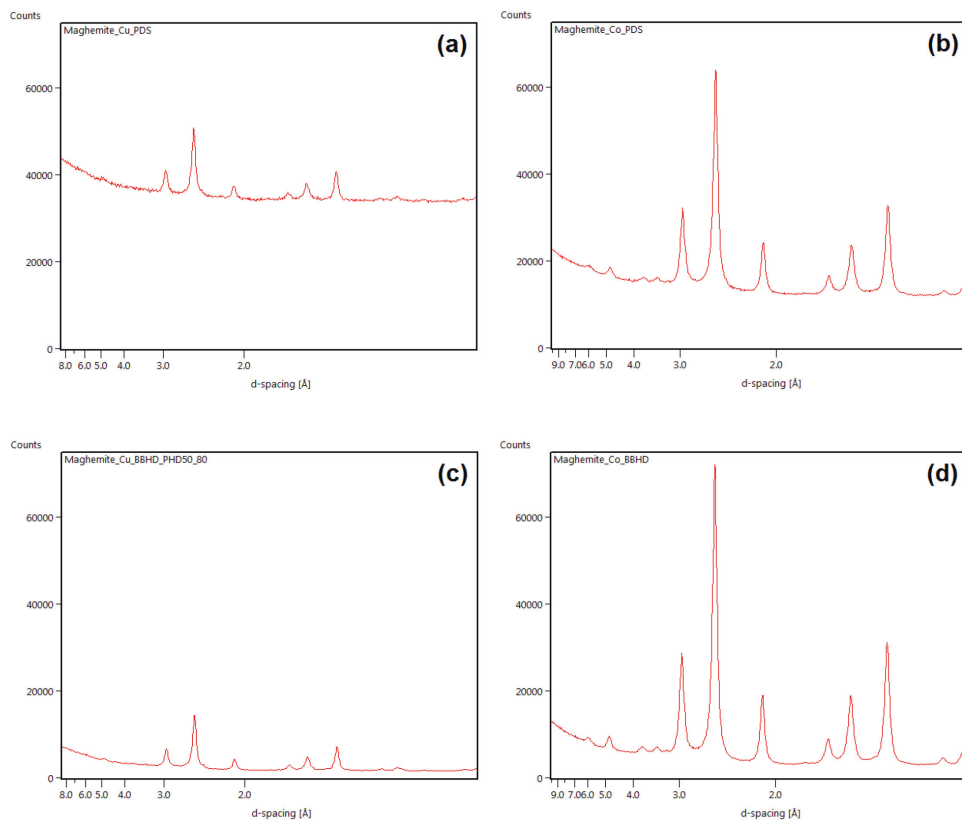 Counts
Maghemite_Cu_PDS
(a)
60000
40000
20000
0
8.0 6.0 5.0 4.0 3.0 2.0
d-spacing [Å]
Counts
Maghemite_Co_PDS
(b)
60000
40000
20000
0
9.0 7.06.0 5.0 4.0 3.0 2.0
d-spacing [Å]
Counts
Maghemite_Cu_BBHD_PHD50_80
(c)
60000
40000
20000
0
8.0 6.0 5.0 4.0 3.0 2.0
d-spacing [Å]
Counts
Maghemite_Co_BBHD
(d)
60000
40000
20000
0
9.0 7.06.0 5.0 4.0 3.0 2.0
d-spacing [Å]